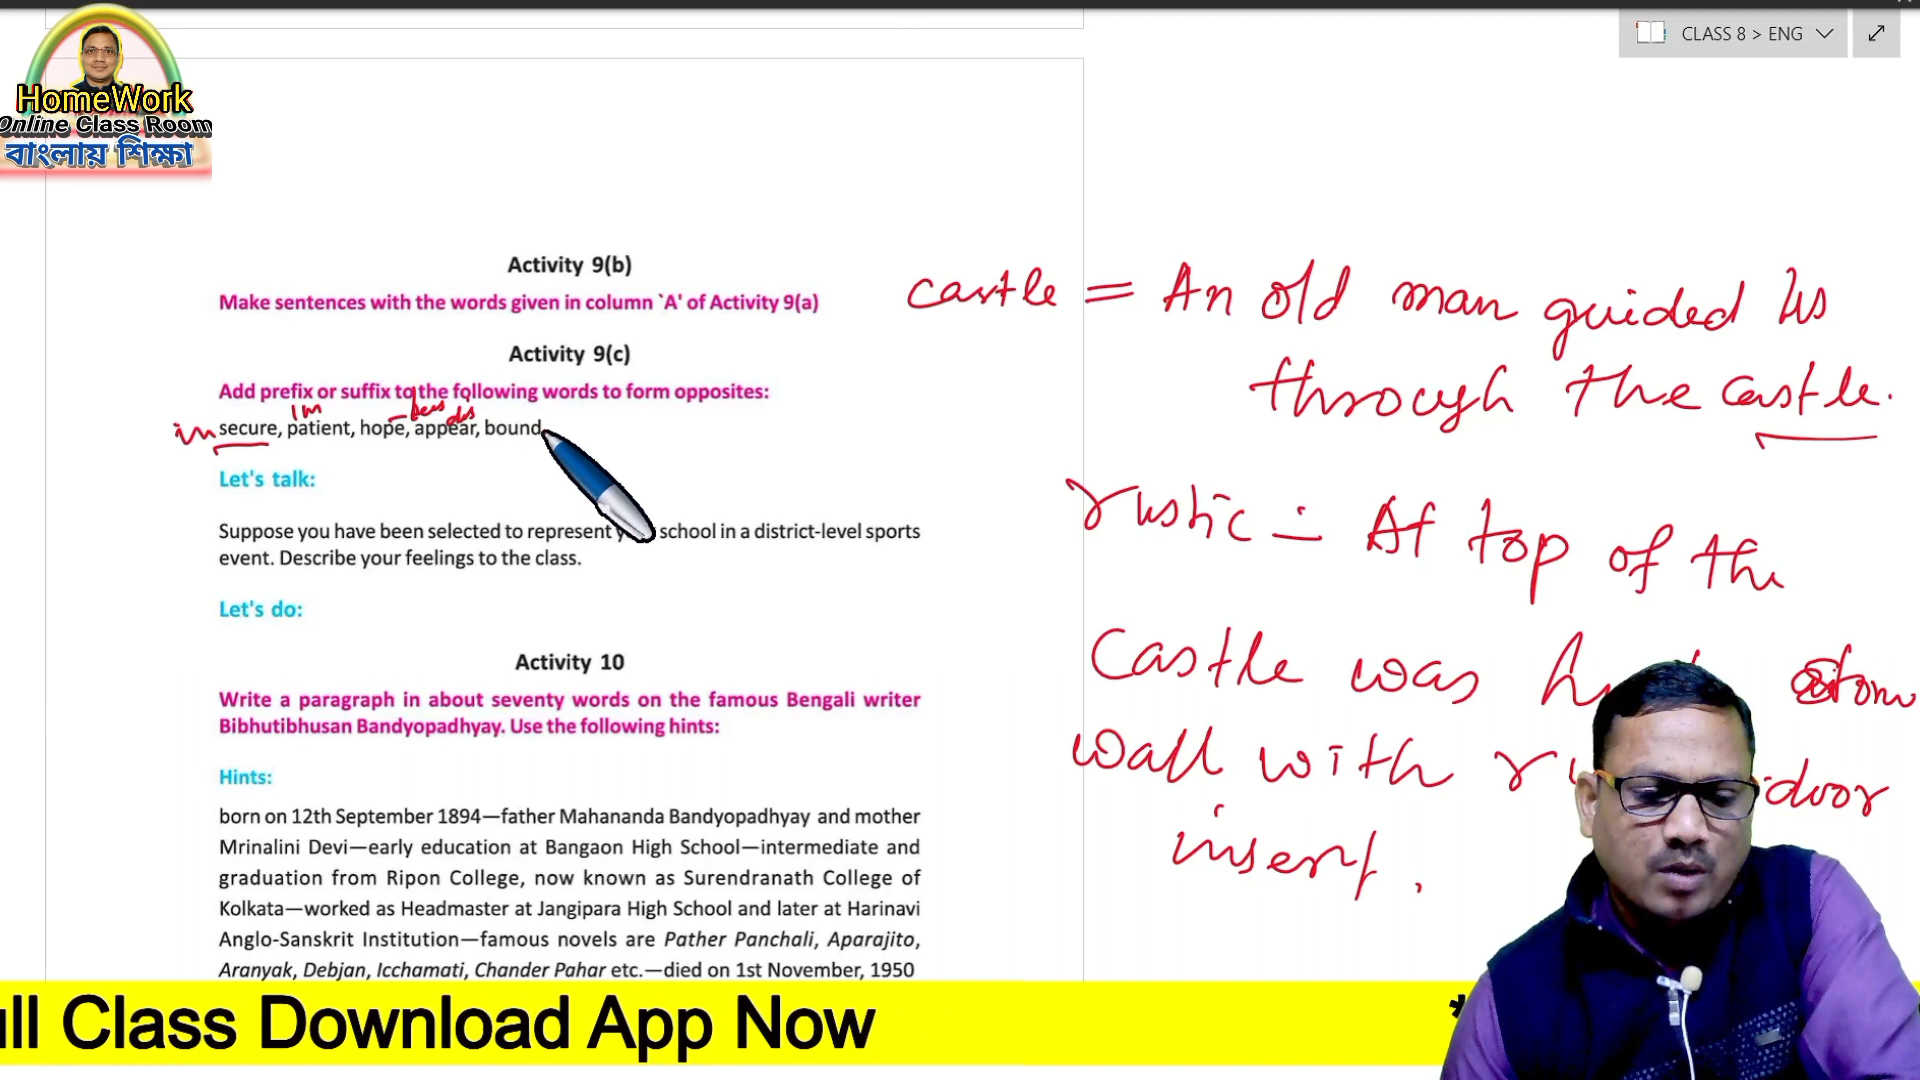 CLASS 8 > ENG
HomeWork
Online Class Room
বাংলায় শিক্ষা
Activity 9(b)
Make sentences with the words given in column `A' of Activity 9(a)
Activity 9(c)
Add prefix or suffix to the following words to form opposites:
im
in secure, patient, hope, appear, bound
Let's talk:
Suppose you have been selected to represent school in a district-level sports
event. Describe your feelings to the class.
Let's do:
Activity 10
Write a paragraph in about seventy words on the famous Bengali writer
Bibhutibhusan Bandyopadhyay. Use the following hints:
Hints:
born on 12th September 1894—father Mahananda Bandyopadhyay and mother
Mrinalini Devi—early education at Bangaon High School—intermediate and
graduation from Ripon College, now known as Surendranath College of
Kolkata—worked as Headmaster at Jangipara High School and later at Harinavi
Anglo-Sanskrit Institution—famous novels are Pather Panchali, Aparajito,
Aranyak, Debjan, Icchamati, Chander Pahar etc.—died on 1st November, 1950
castle = An old man guided us
through the castle.
rustic = At top of the
castle was
wall with door
insert.
ull Class Download App Now
*